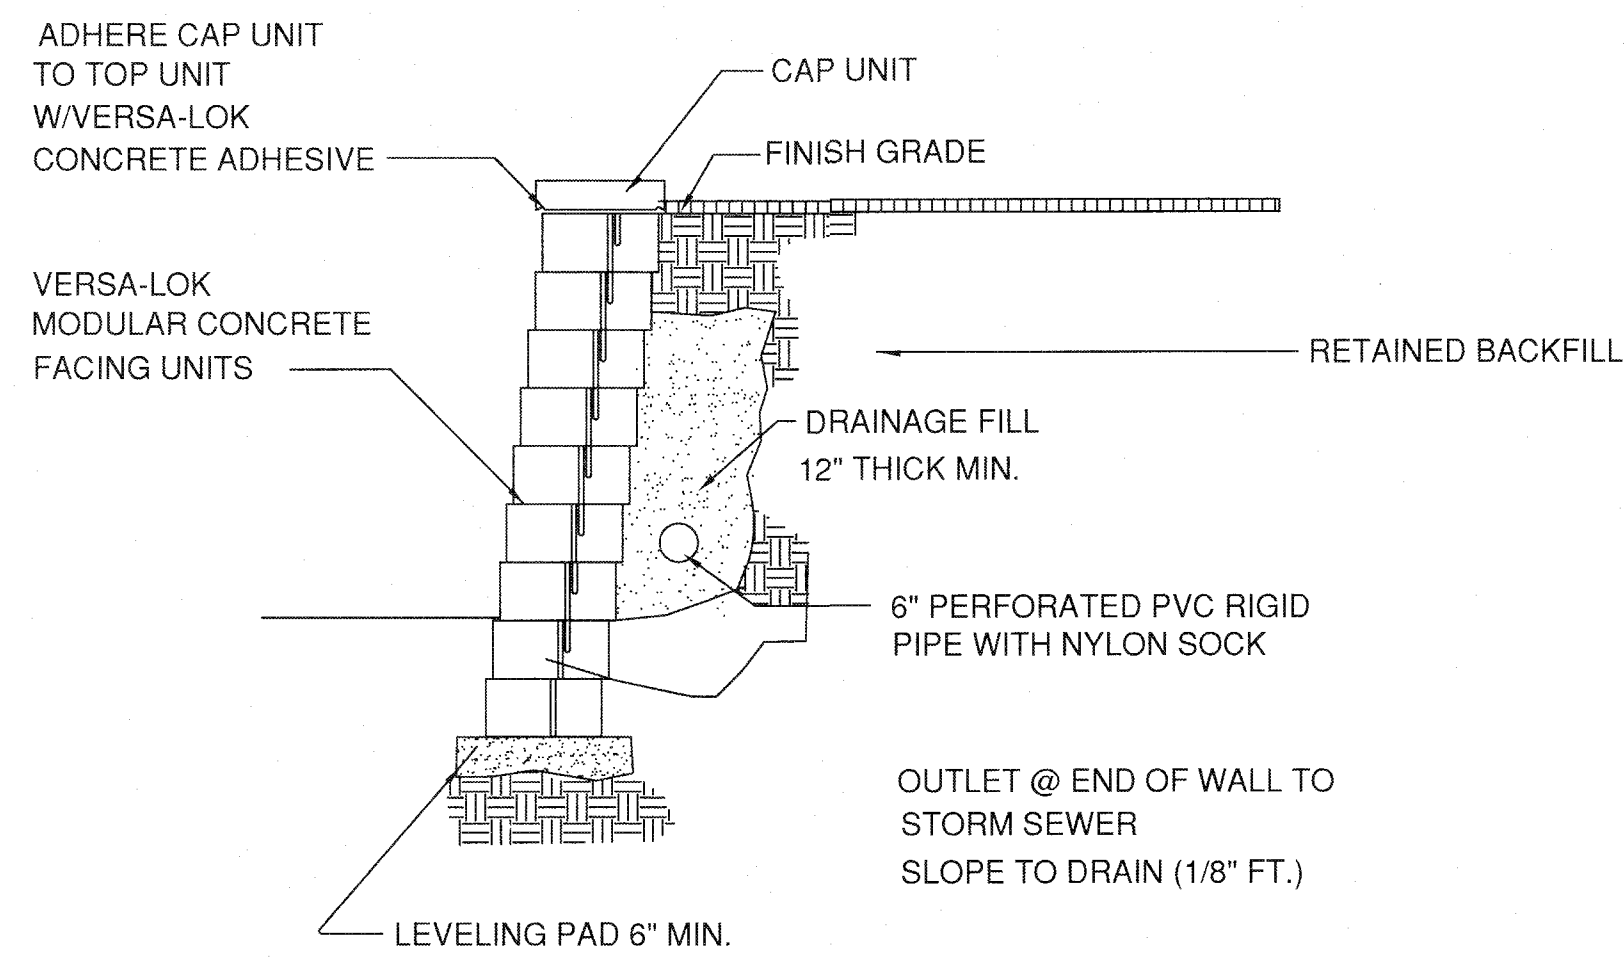 ADHERE CAP UNIT
TO TOP UNIT
W/VERSA-LOK
CONCRETE ADHESIVE
CAP UNIT
FINISH GRADE
VERSA-LOK
MODULAR CONCRETE
FACING UNITS
RETAINED BACKFILL
DRAINAGE FILL
12" THICK MIN.
6" PERFORATED PVC RIGID
PIPE WITH NYLON SOCK
OUTLET @ END OF WALL TO
STORM SEWER
SLOPE TO DRAIN (1/8" FT.)
LEVELING PAD 6" MIN.